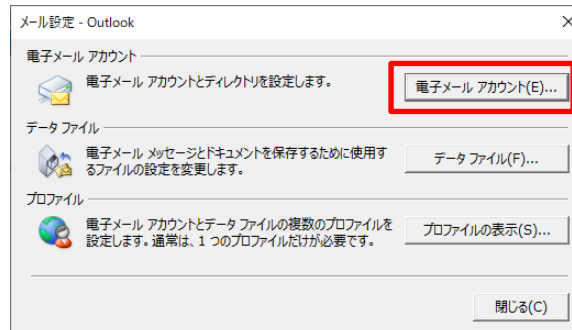 メール設定 - Outlook
電子メール アカウント
電子メール アカウントとディレクトリを設定します。
電子メール アカウント(E)...
データ ファイル
電子メール メッセージとドキュメントを保存するために使用す
るファイルの設定を変更します。
データ ファイル(F)...
プロファイル
電子メール アカウントとデータ ファイルの複数のプロファイルを
設定します。通常は、1 つのプロファイルだけが必要です。
プロファイルの表示(S)...
閉じる(C)